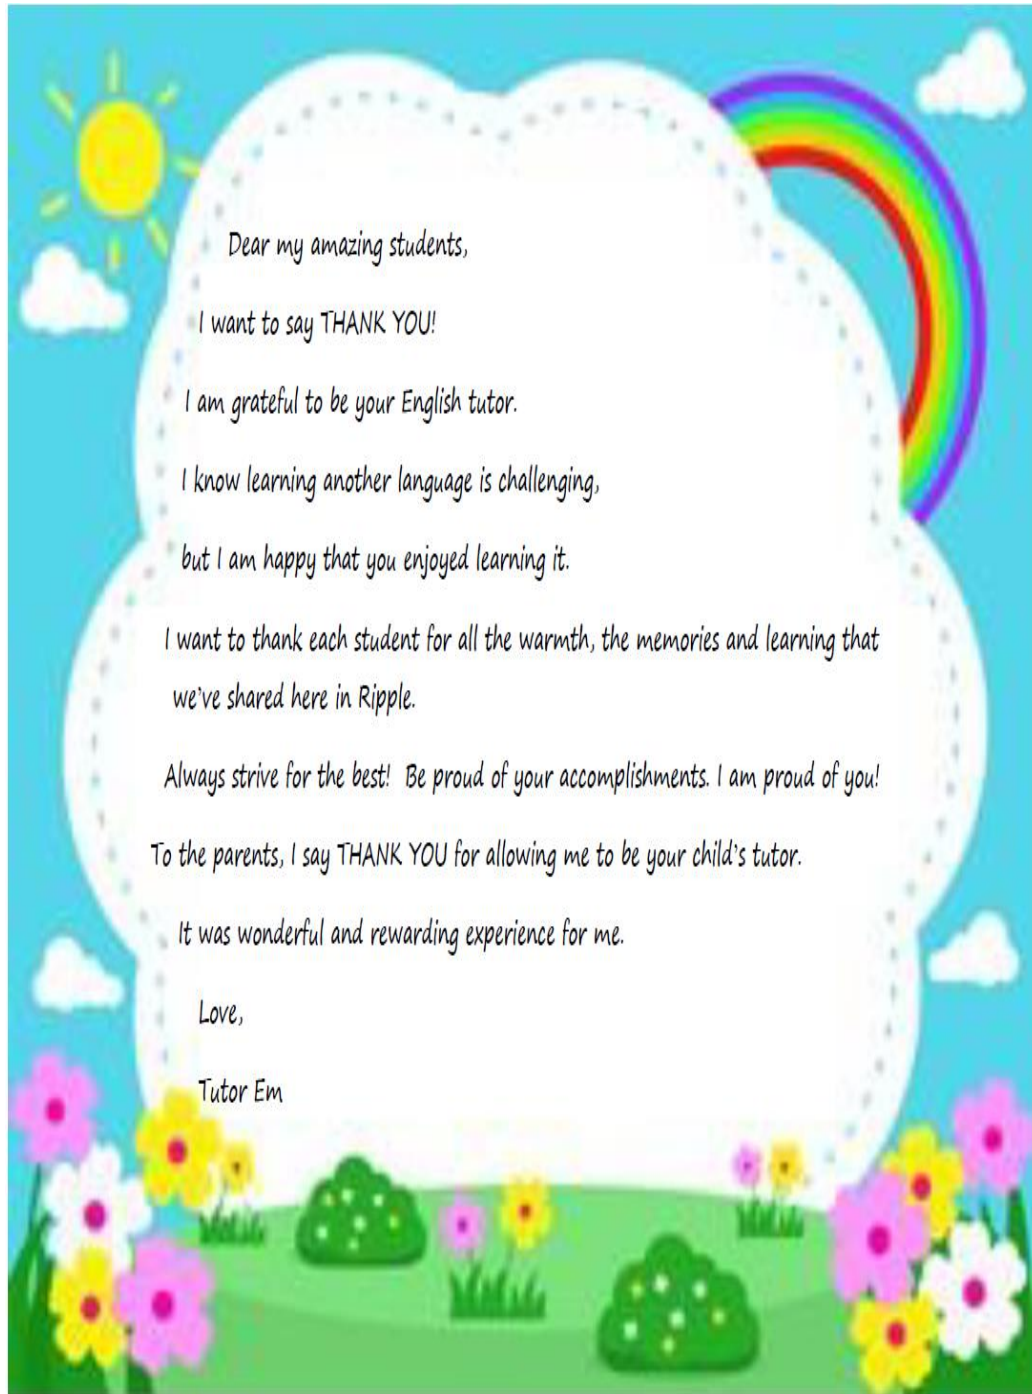 Dear my amazing students,
I want to say THANK YOU!
I am grateful to be your English tutor.
I know learning another language is challenging,
but I am happy that you enjoyed learning it.
I want to thank each student for all the warmth, the memories and learning that
we've shared here in Ripple.
Always strive for the best!  Be proud of your accomplishments. I am proud of you!
To the parents, I say THANK YOU for allowing me to be your child's tutor.
It was wonderful and rewarding experience for me.
Love,
Tutor Em